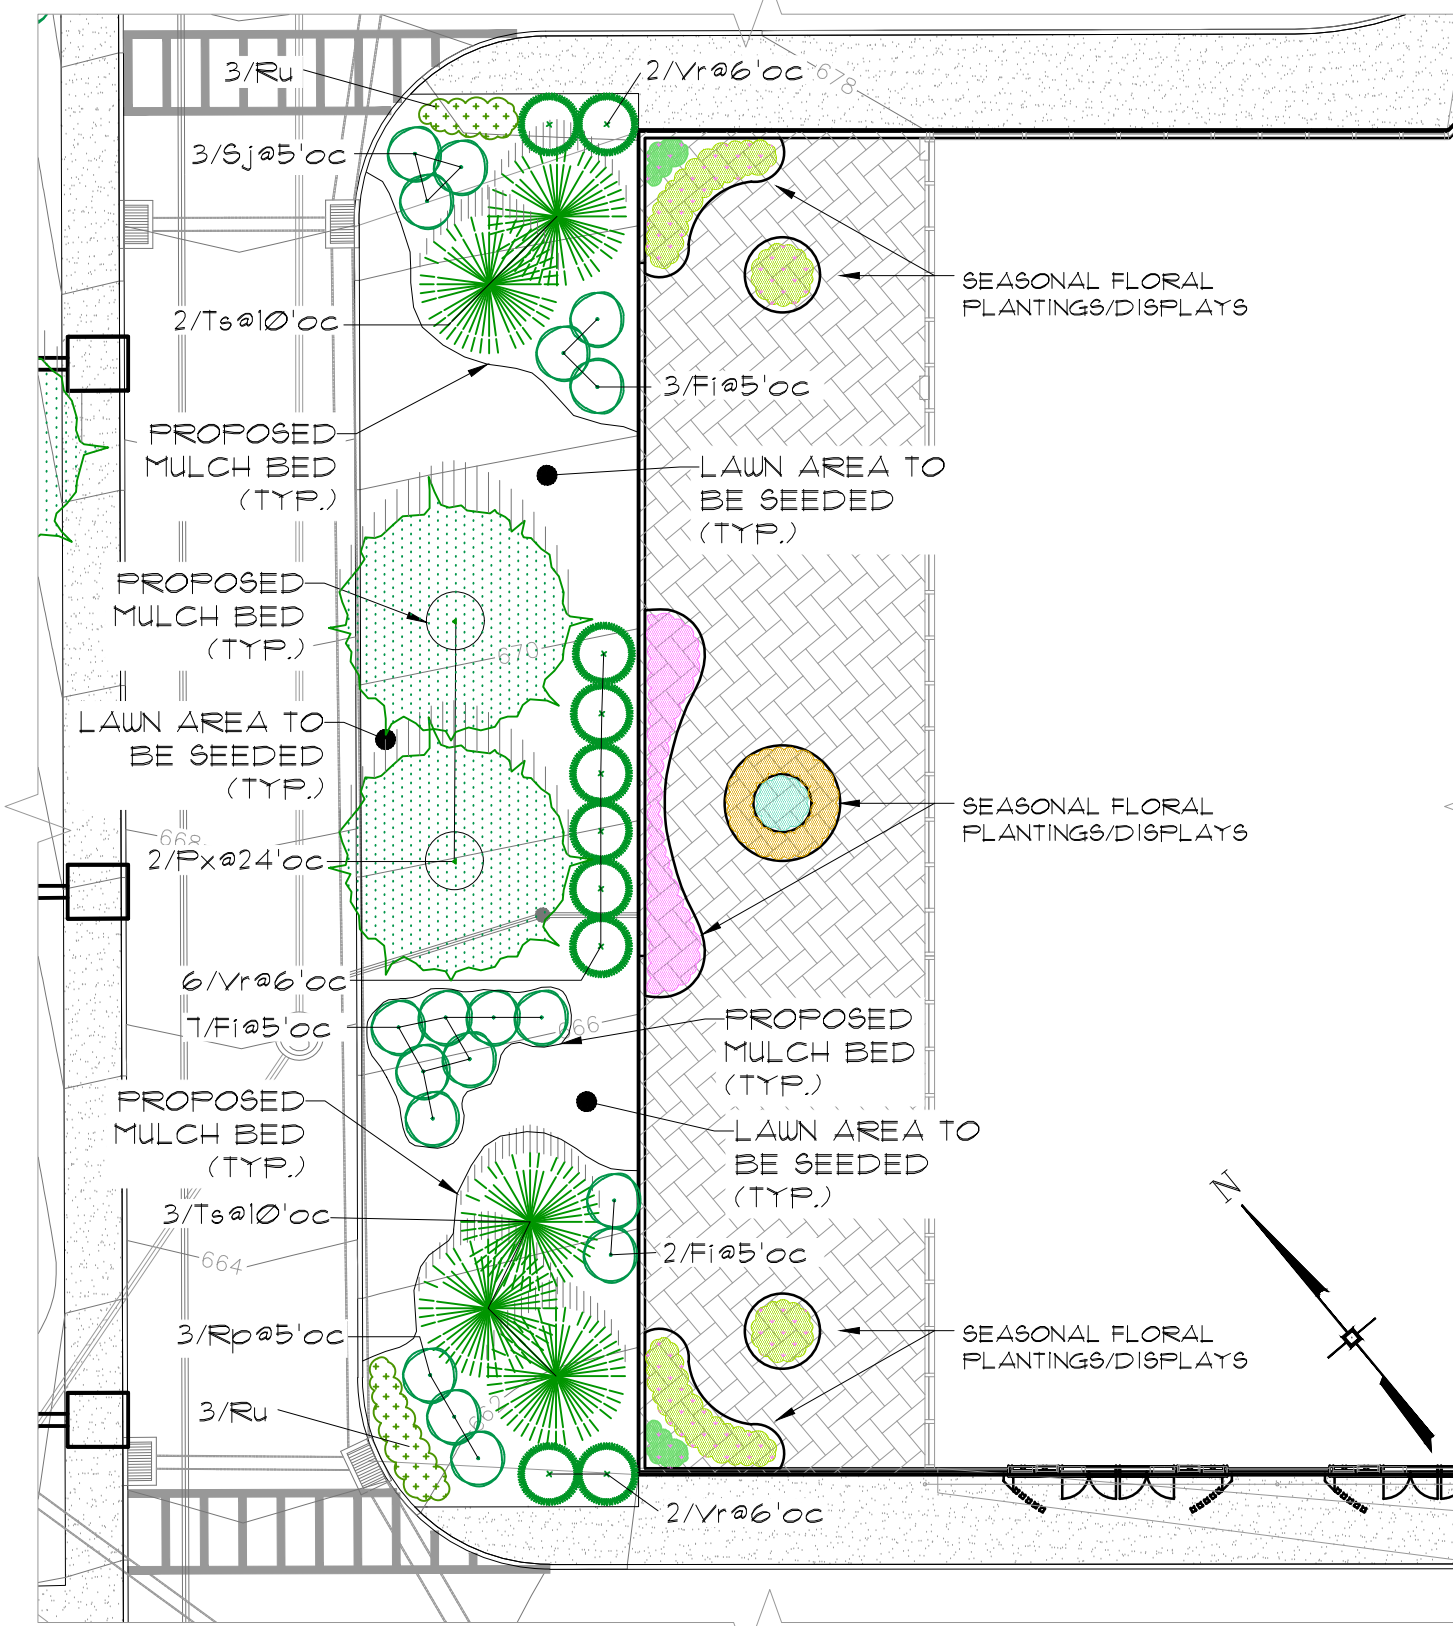 3/Ru
2/Vr@6'oc
678
3/Sj@5'oc
SEASONAL FLORAL
PLANTINGS/DISPLAYS
2/Ts@10'oc
3/Fi@5'oc
PROPOSED
MULCH BED
(TYP.)
LAWN AREA TO
BE SEEDED
(TYP.)
PROPOSED
MULCH BED
(TYP.)
670
LAWN AREA TO
BE SEEDED
(TYP.)
SEASONAL FLORAL
PLANTINGS/DISPLAYS
668
2/Px@24'oc
6/Vr@6'oc
7/Fi@5'oc
666
PROPOSED
MULCH BED
(TYP.)
PROPOSED
MULCH BED
(TYP.)
LAWN AREA TO
BE SEEDED
(TYP.)
N
3/Ts@10'oc
2/Fi@5'oc
664
3/Rp@5'oc
SEASONAL FLORAL
PLANTINGS/DISPLAYS
3/Ru
662
2/Vr@6'oc